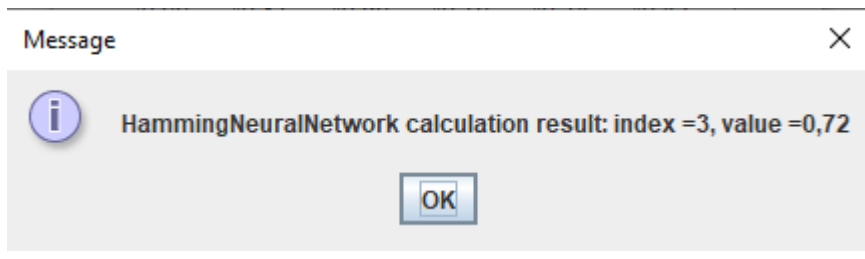 Message
HammingNeuralNetwork calculation result: index =3, value =0,72
OK